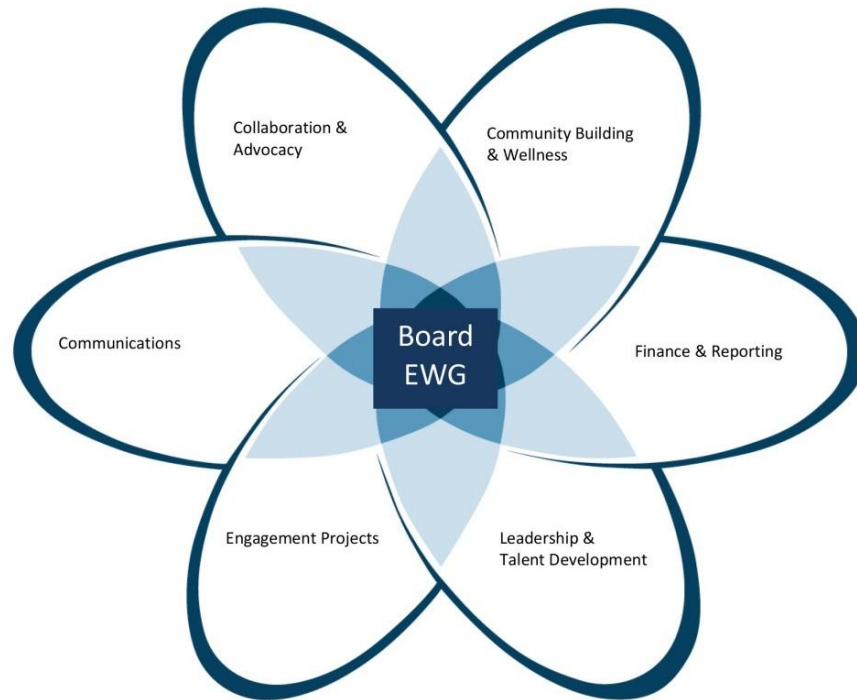 Collaboration &
Advocacy
Community Building
& Wellness
Communications
Board
EWG
Finance & Reporting
Engagement Projects
Leadership &
Talent Development